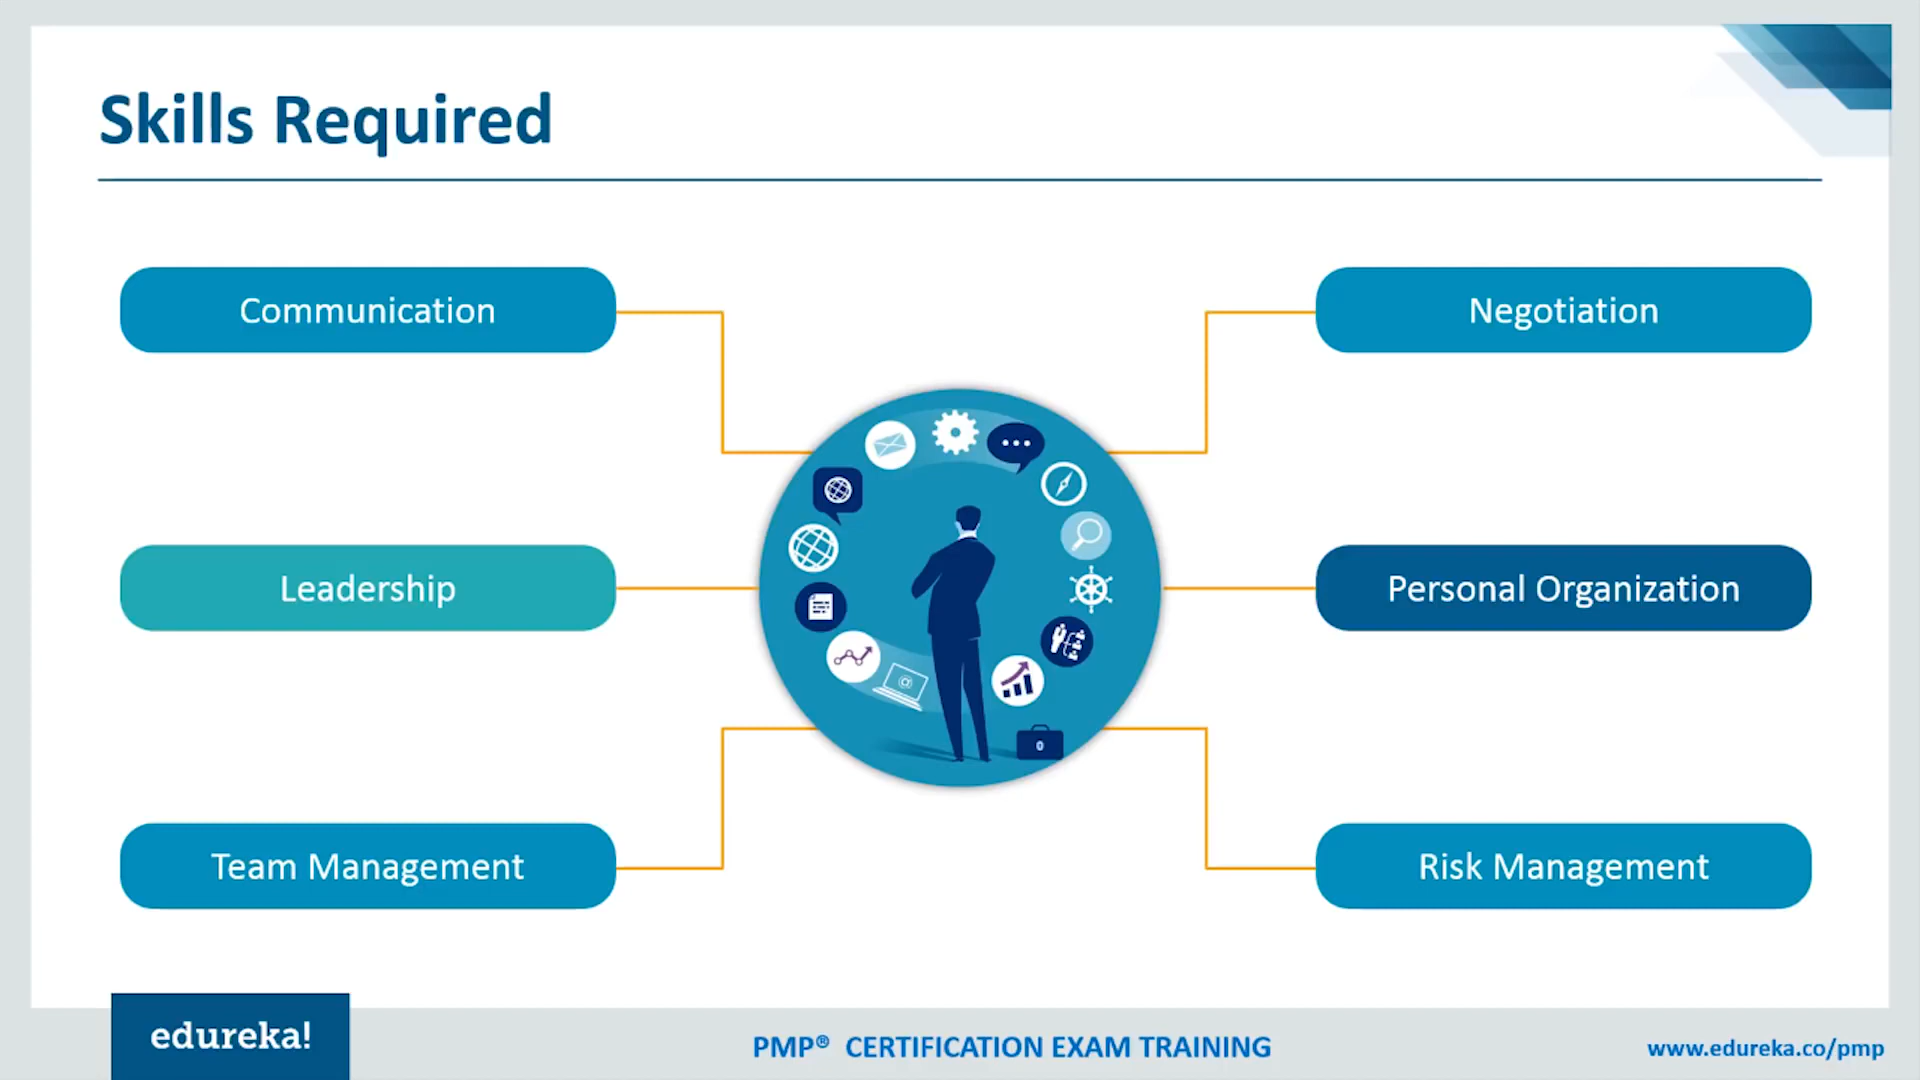 Skills Required
Communication
Negotiation
Leadership
Personal Organization
Team Management
Risk Management
edureka!
PMP® CERTIFICATION EXAM TRAINING
www.edureka.co/pmp